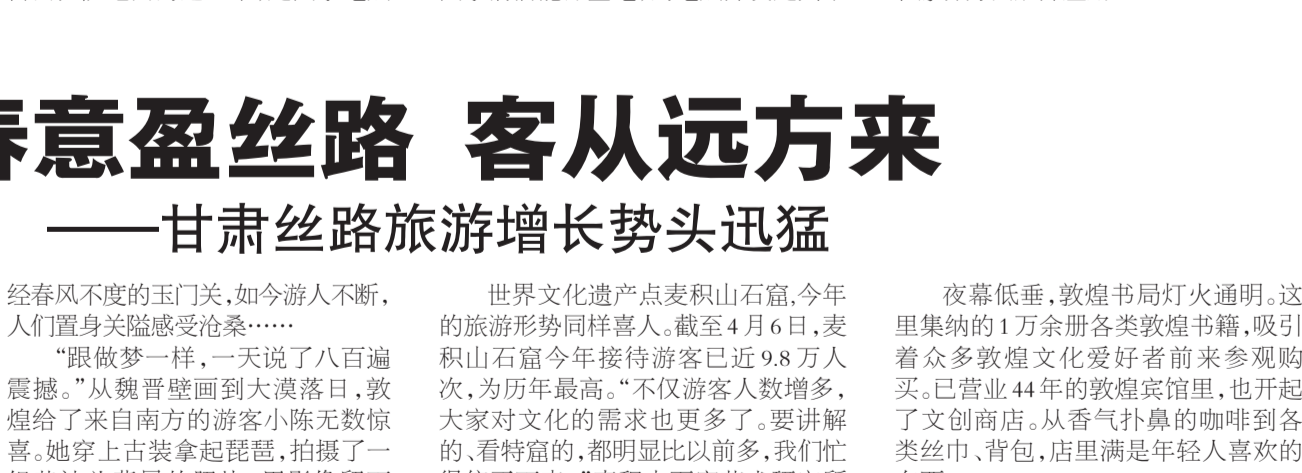 春意盈丝路 客从远方来
——甘肃丝路旅游增长势头迅猛
经春风不度的玉门关,如今游人不断,
人们置身关隘感受沧桑……
“跟做梦一样,一天说了八百遍
震撼。”从魏晋壁画到大漠落日,敦
煌给了来自南方的游客小陈无数惊
喜。她穿上古装拿起琵琶,拍摄了一
世界文化遗产点麦积山石窟,今年
的旅游形势同样喜人。截至4月6日,麦
积山石窟今年接待游客已近9.8万人
次,为历年最高。“不仅游客人数增多,
大家对文化的需求也更多了。要讲解
的、看特窟的,都明显比以前多,我们忙
夜幕低垂,敦煌书局灯火通明。这
里集纳的1万余册各类敦煌书籍,吸引
着众多敦煌文化爱好者前来参观购
买。已营业44年的敦煌宾馆里,也开起
了文创商店。从香气扑鼻的咖啡到各
类丝巾、背包,店里满是年轻人喜欢的